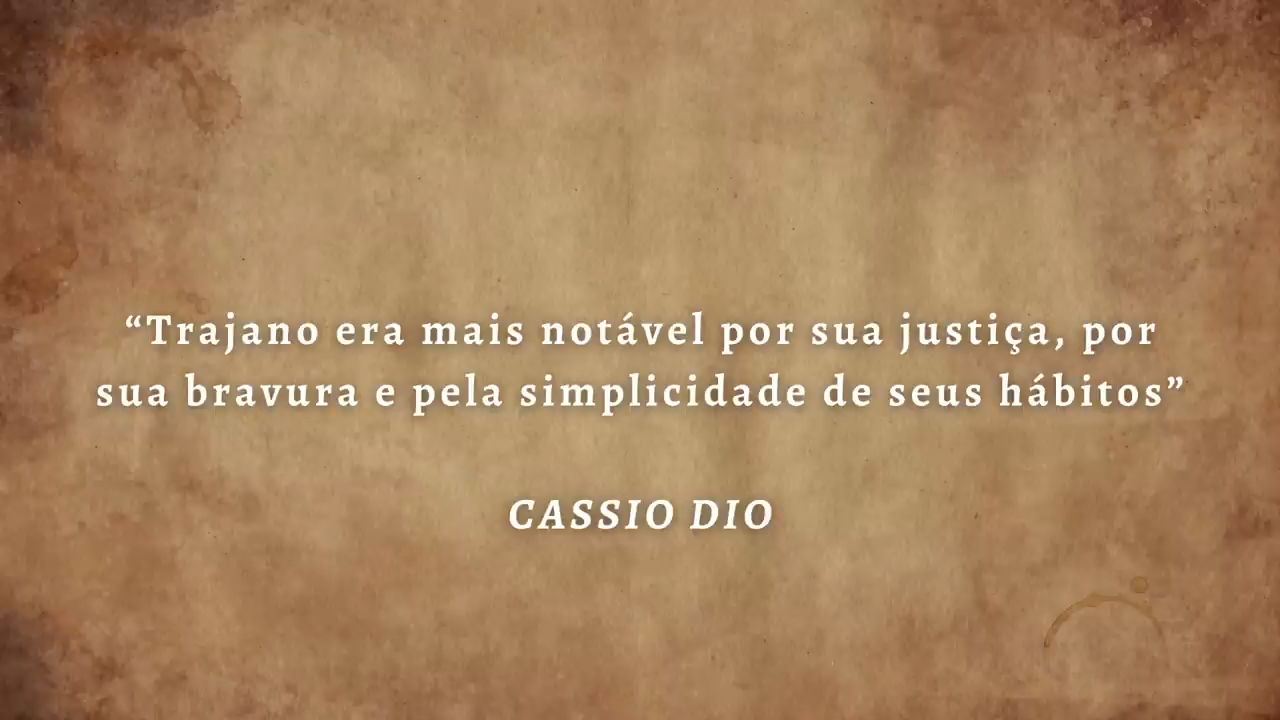 “Trajano era mais notável por sua justiça, por
sua bravura e pela simplicidade de seus hábitos”
CASSIO DIO